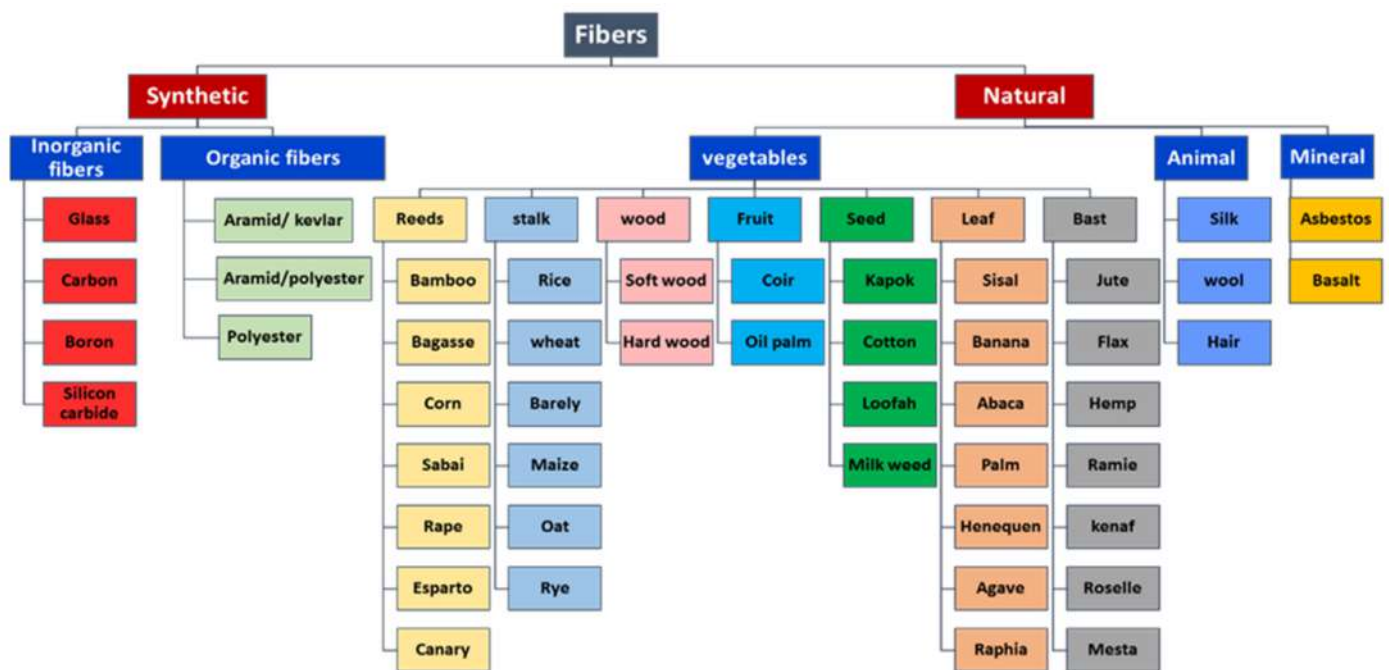 Fibers
Synthetic
Natural
Inorganic
fibers
Organic fibers
vegetables
Animal
Mineral
Glass
Carbon
Boron
Silicon
carbide
Aramid/ kevlar
Aramid/polyester
Polyester
Reeds
Bamboo
Bagasse
Corn
Sabai
Rape
Esparto
Canary
stalk
Rice
wheat
Barely
Maize
Oat
Rye
wood
Soft wood
Hard wood
Fruit
Coir
Oil palm
Seed
Kapok
Cotton
Loofah
Milk weed
Leaf
Sisal
Banana
Abaca
Palm
Henequen
Agave
Raphia
Bast
Jute
Flax
Hemp
Ramie
kenaf
Roselle
Mesta
Silk
wool
Hair
Asbestos
Basalt